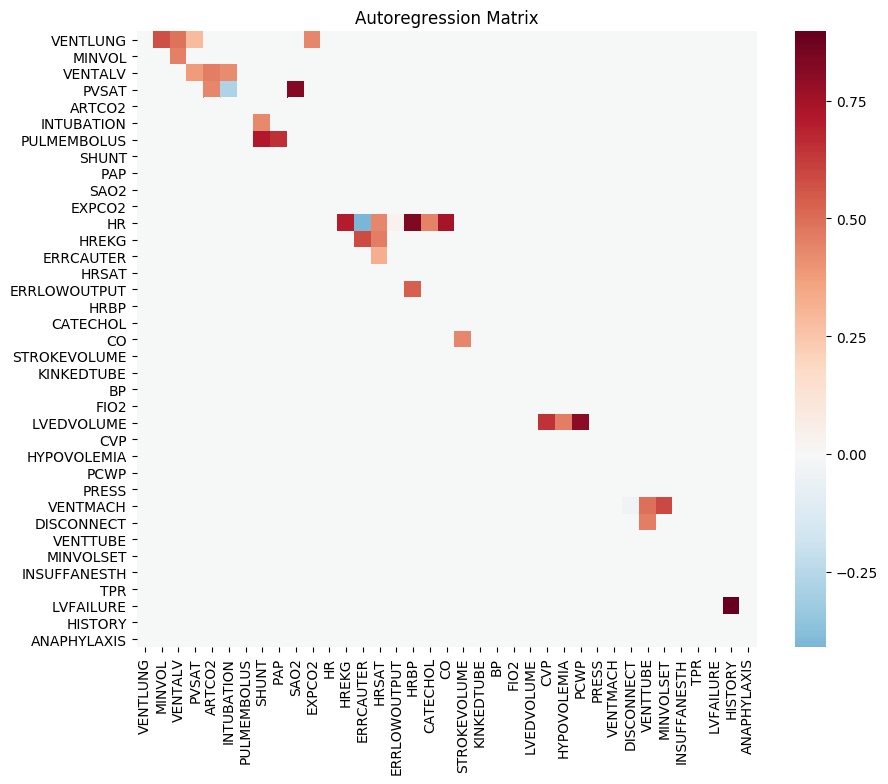 Autoregression Matrix
VENTLUNG
MINVOL
VENTALV
PVSAT
ARTCO2
INTUBATION
PULMEMBOLUS
SHUNT
PAP
SAO2
EXPCO2
HR
HREKG
ERRCAUTER
HRSAT
ERRLOWOUTPUT
HRBP
CATECHOL
CO
STROKEVOLUME
KINKEDTUBE
BP
FIO2
LVEDVOLUME
CVP
HYPOVOLEMIA
PCWP
PRESS
VENTMACH
DISCONNECT
VENTTUBE
MINVOLSET
INSUFFANESTH
TPR
LVFAILURE
HISTORY
ANAPHYLAXIS
VENTLUNG
MINVOL
VENTALV
PVSAT
ARTCO2
INTUBATION
PULMEMBOLUS
SHUNT
PAP
SAO2
EXPCO2
HR
HREKG
ERRCAUTER
HRSAT
ERRLOWOUTPUT
HRBP
CATECHOL
CO
STROKEVOLUME
KINKEDTUBE
BP
FIO2
LVEDVOLUME
CVP
HYPOVOLEMIA
PCWP
PRESS
VENTMACH
DISCONNECT
VENTTUBE
MINVOLSET
INSUFFANESTH
TPR
LVFAILURE
HISTORY
ANAPHYLAXIS
0.75
0.50
0.25
0.00
−0.25